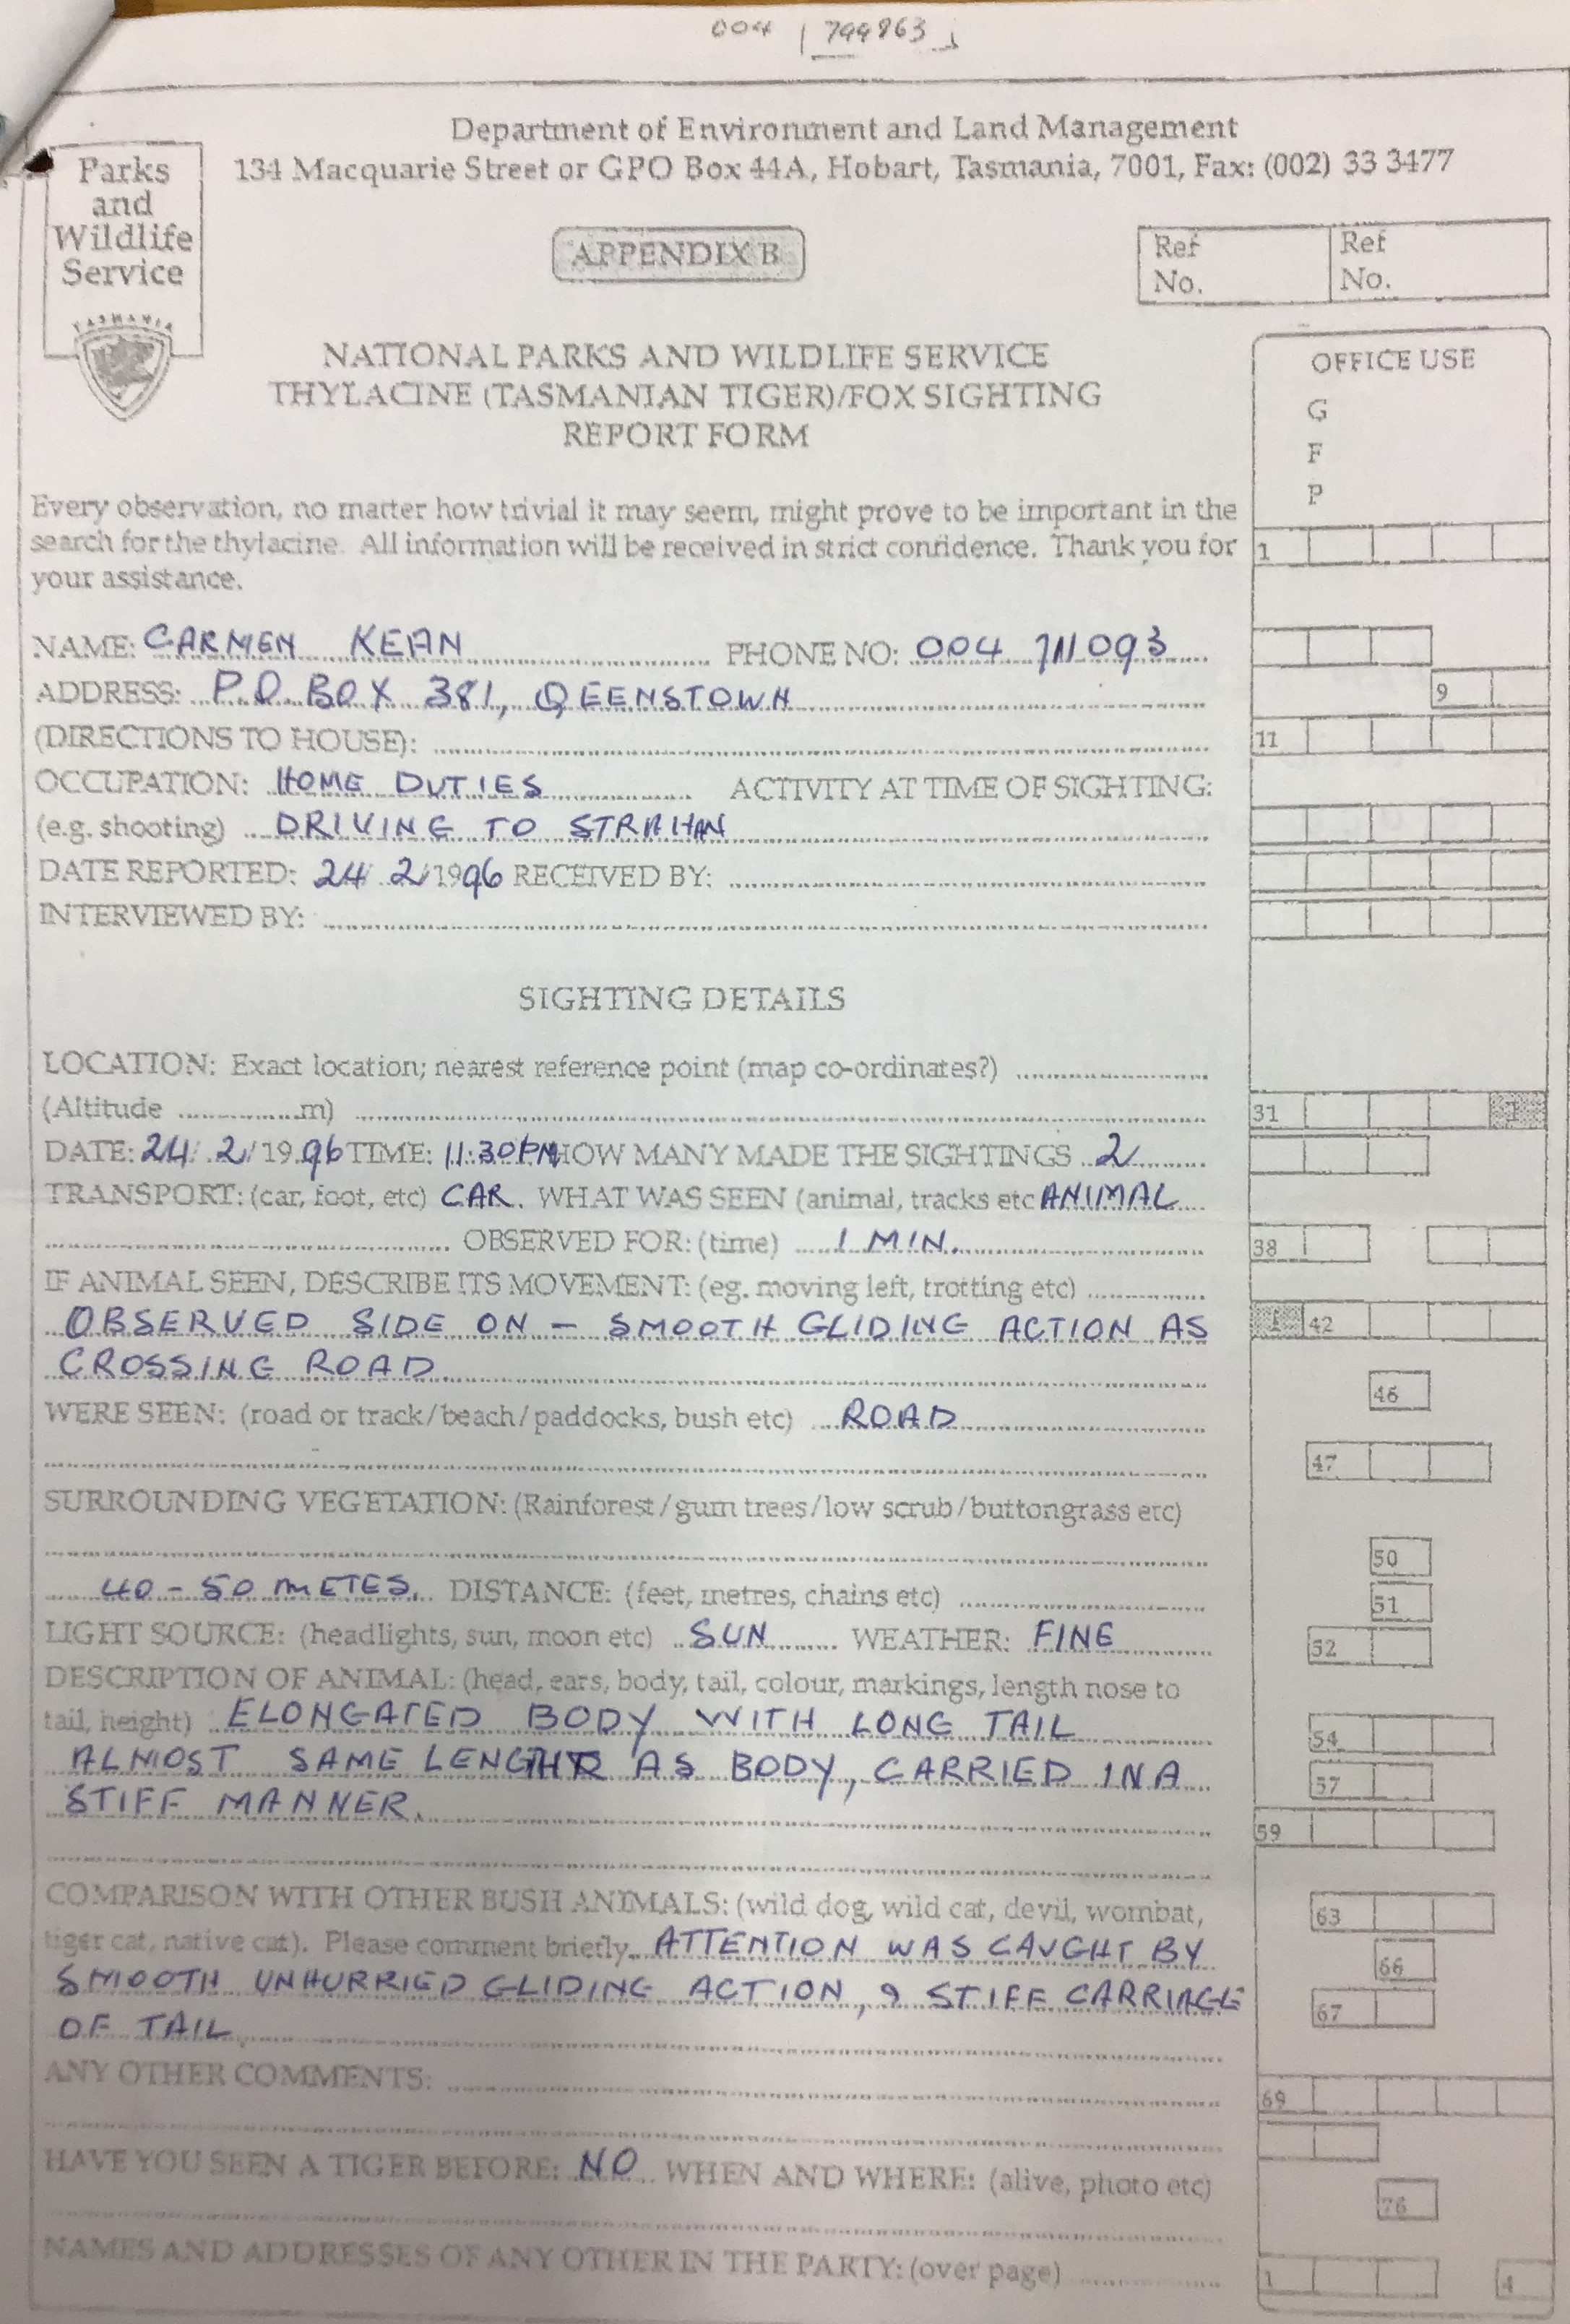 004 799863
Department of Environment and Land Management
134 Macquarie Street or GPO Box 44A, Hobart, Tasmania, 7001, Fax: (002) 33 3477
Parks
and
Wildlife
Service
TASMANIA
APPENDIX B
Ref No.
Ref No.
NATIONAL PARKS AND WILDLIFE SERVICE
THYLACINE (TASMANIAN TIGER)/FOX SIGHTING
REPORT FORM
OFFICE USE
G
F
P
Every observation, no matter how trivial it may seem, might prove to be important in the
search for the thylacine. All information will be received in strict confidence. Thank you for
your assistance.
1
NAME: CARMEN KEAN PHONE NO: 004 711093
ADDRESS: P.O. BOX 381, QEENSTOWN
9
(DIRECTIONS TO HOUSE):
11
OCCUPATION: HOME DUTIES ACTIVITY AT TIME OF SIGHTING:
(e.g. shooting) DRIVING TO STRAHAN
DATE REPORTED: 24/2/1996 RECEIVED BY:
INTERVIEWED BY:
SIGHTING DETAILS
LOCATION: Exact location; nearest reference point (map co-ordinates?)
(Altitude m)
31
DATE: 24/2/1996 TIME: 11:30PM HOW MANY MADE THE SIGHTINGS 2
TRANSPORT: (car, foot, etc) CAR. WHAT WAS SEEN (animal, tracks etc ANIMAL
OBSERVED FOR: (time) 1 MIN.
38
IF ANIMAL SEEN, DESCRIBE ITS MOVEMENT: (eg. moving left, trotting etc)
OBSERVED SIDE ON - SMOOTH GLIDING ACTION AS
42
CROSSING ROAD
46
WERE SEEN: (road or track/beach/paddocks, bush etc) ROAD
47
SURROUNDING VEGETATION: (Rainforest/gum trees/low scrub/buttongrass etc)
50
40-50 METES. DISTANCE: (feet, metres, chains etc)
51
LIGHT SOURCE: (headlights, sun, moon etc) SUN WEATHER: FINE
52
DESCRIPTION OF ANIMAL: (head, ears, body, tail, colour, markings, length nose to
tail, height) ELONGATED BODY WITH LONG TAIL
54
ALMOST SAME LENGTH AS BODY, CARRIED IN A
57
STIFF MANNER.
59
COMPARISON WITH OTHER BUSH ANIMALS: (wild dog, wild cat, devil, wombat,
63
tiger cat, native cat). Please comment briefly ATTENTION WAS CAUGHT BY
66
SMOOTH UNHURRIED GLIDING ACTION, & STIFF CARRIAGE
67
OF TAIL
ANY OTHER COMMENTS:
69
HAVE YOU SEEN A TIGER BEFORE: NO WHEN AND WHERE: (alive, photo etc)
76
NAMES AND ADDRESSES OF ANY OTHER IN THE PARTY: (over page)
1
4